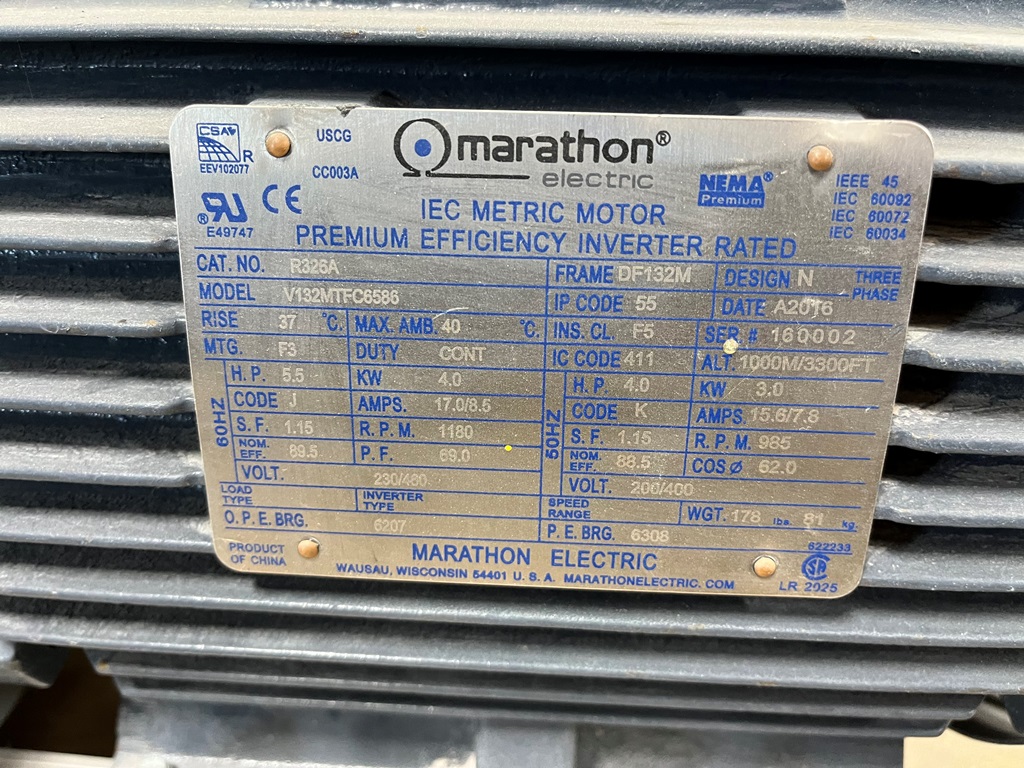 CSA R
EEV102077
USCG
CC003A
marathon®
electric
NEMA® Premium
IEEE 45
IEC 60092
IEC 60072
IEC 60034
® RU CE
E49747
IEC METRIC MOTOR
PREMIUM EFFICIENCY INVERTER RATED
CAT. NO. R326A FRAME DF132M DESIGN N THREE PHASE
MODEL V132MTFC6586 IP CODE 55 DATE A2016
RISE 37 °C. MAX. AMB. 40 °C. INS. CL. F5 SER. # 160002
MTG. F3 DUTY CONT IC CODE 411 ALT. 1000M/3300FT
60HZ
H. P. 5.5 KW 4.0
CODE J AMPS. 17.0/8.5
S. F. 1.15 R. P. M. 1180
NOM. EFF. 89.5 P. F. 69.0
VOLT. 230/460
50HZ
H. P. 4.0 KW 3.0
CODE K AMPS. 15.6/7.8
S. F. 1.15 R. P. M. 985
NOM. EFF. 88.5 COS ø 62.0
VOLT. 200/400
LOAD TYPE INVERTER TYPE SPEED RANGE WGT. 178 lbs. 81 kg.
O. P. E. BRG. 6207 P. E. BRG. 6308
622233
PRODUCT OF CHINA
MARATHON ELECTRIC
WAUSAU, WISCONSIN 54401 U. S. A. MARATHONELECTRIC. COM
SA
LR 2025